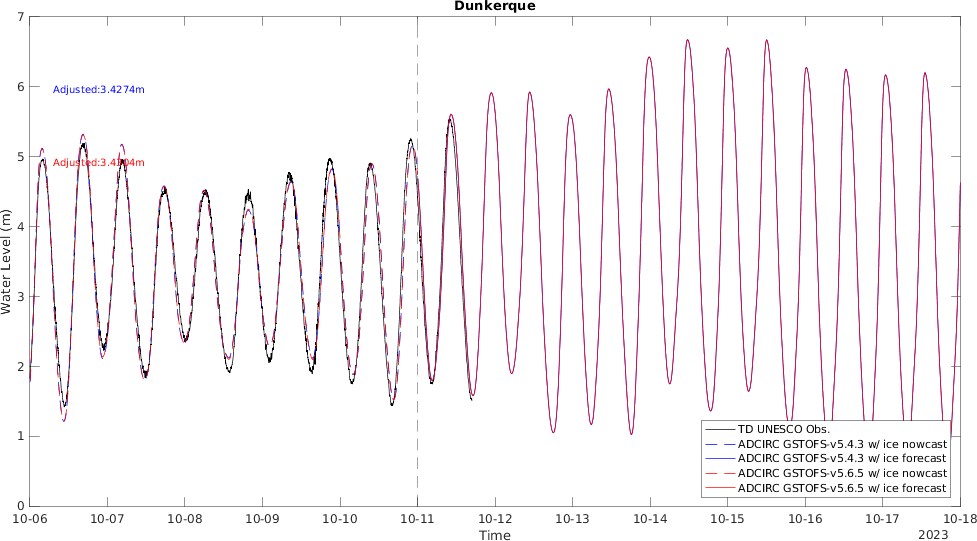 Dunkerque
7
6
5
4
3
2
1
0
Water Level (m)
Adjusted:3.4274m
TD UNESCO Obs.
ADCIRC GSTOFS-v5.4.3 w/ ice nowcast
ADCIRC GSTOFS-v5.4.3 w/ ice forecast
ADCIRC GSTOFS-v5.6.5 w/ ice nowcast
ADCIRC GSTOFS-v5.6.5 w/ ice forecast
10-06 10-07 10-08 10-09 10-10 10-11 10-12 10-13 10-14 10-15 10-16 10-17 10-18
Time
2023